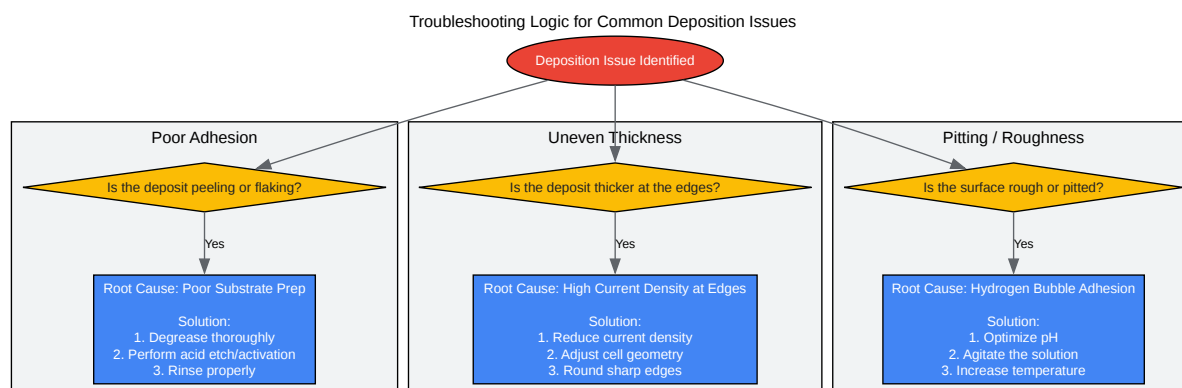 Troubleshooting Logic for Common Deposition Issues
Deposition Issue Identified
Poor Adhesion
Is the deposit peeling or flaking?
Yes
Root Cause: Poor Substrate Prep
Solution:
1. Degrease thoroughly
2. Perform acid etch/activation
3. Rinse properly
Uneven Thickness
Is the deposit thicker at the edges?
Yes
Root Cause: High Current Density at Edges
Solution:
1. Reduce current density
2. Adjust cell geometry
3. Round sharp edges
Pitting / Roughness
Is the surface rough or pitted?
Yes
Root Cause: Hydrogen Bubble Adhesion
Solution:
1. Optimize pH
2. Agitate the solution
3. Increase temperature